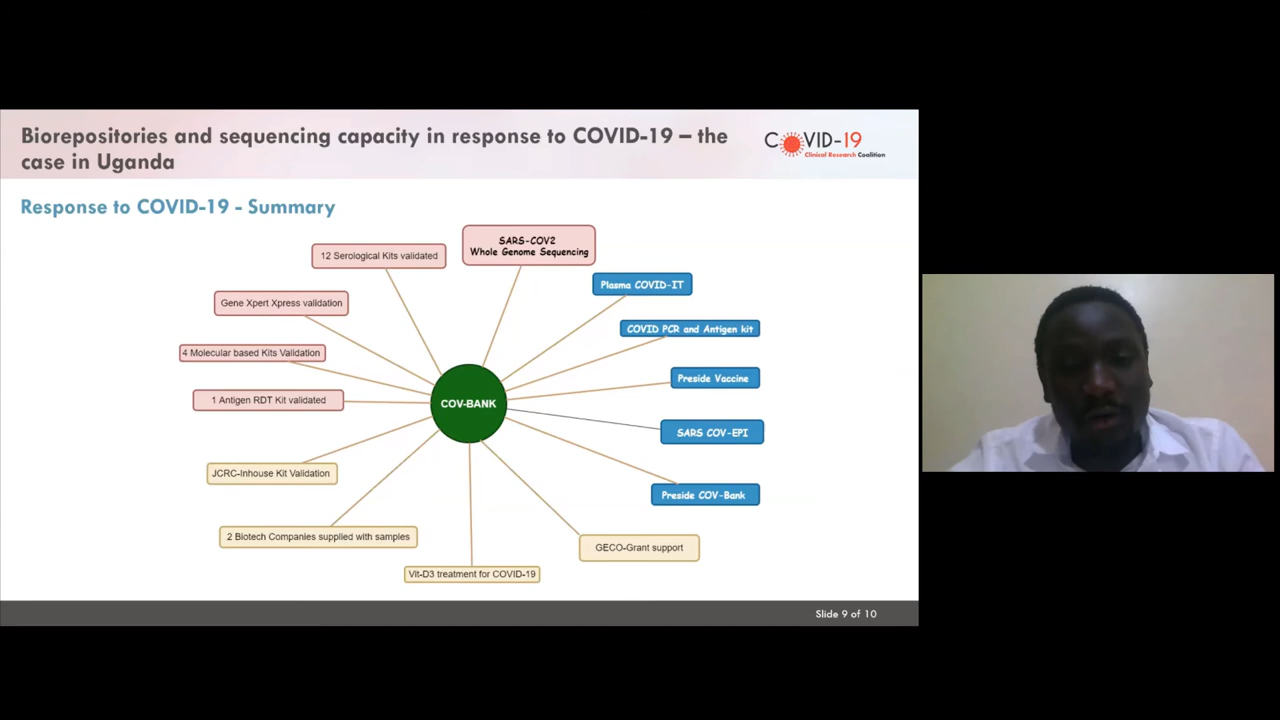 Biorepositories and sequencing capacity in response to COVID-19 – the
case in Uganda
COVID-19
Clinical Research Coalition
Response to COVID-19 - Summary
SARS-COV2
Whole Genome Sequencing
12 Serological Kits validated
Plasma COVID-IT
Gene Xpert Xpress validation
COVID PCR and Antigen kit
4 Molecular based Kits Validation
Preside Vaccine
1 Antigen RDT Kit validated
COV-BANK
SARS COV-EPI
JCRC-Inhouse Kit Validation
Preside COV-Bank
2 Biotech Companies supplied with samples
GECO-Grant support
Vit-D3 treatment for COVID-19
Slide 9 of 10